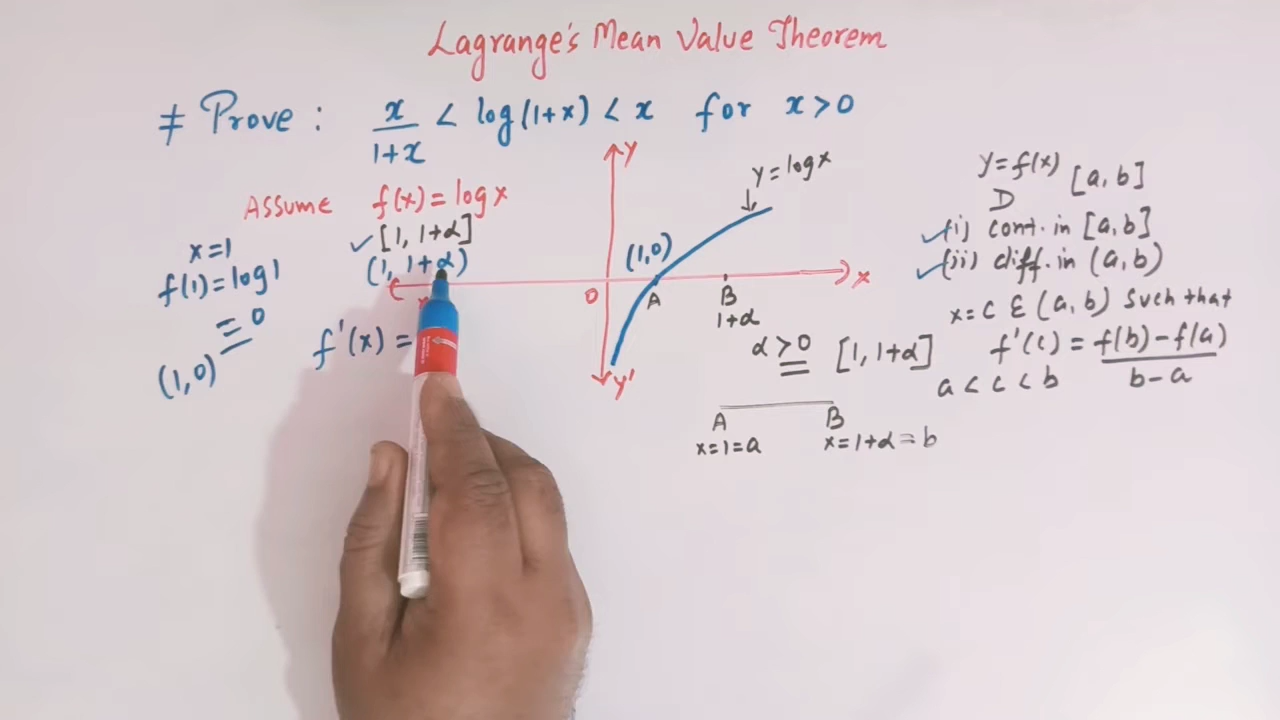 Lagrange's Mean Value Theorem
≠ Prove : x/1+x < log(1+x) < x for x>0
Assume f(x) = log x
✓ [1, 1+α]
(1, 1+α)
x=1
f(1) = log1
= 0
(1,0)
f'(x) =
Y
y = log x
(1,0)
O
A
B
1+α
X
Y'
α>0 [1, 1+α]
A
B
x=1=a
x=1+α=b
y=f(x) [a, b]
D
✓(i) cont. in [a, b]
✓(ii) diff. in (a, b)
x=c ε (a, b) such that
f'(c) = f(b)-f(a)/b-a
a < c < b